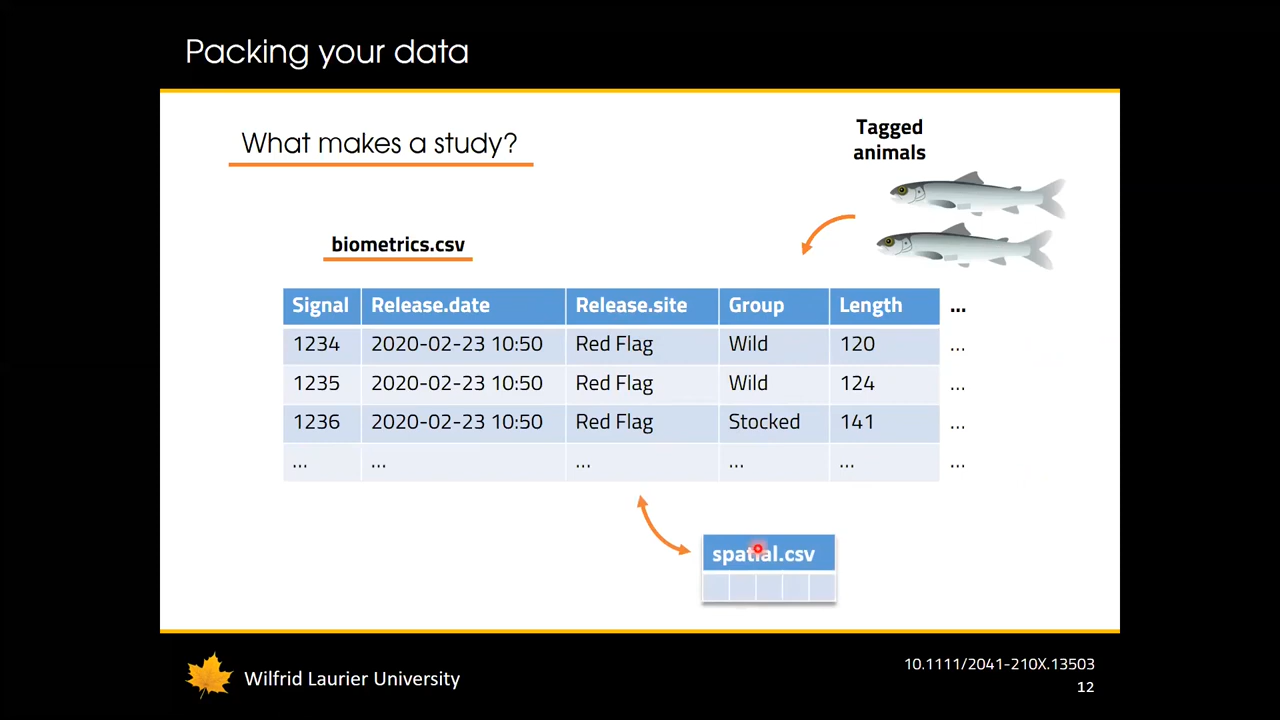 Packing your data
What makes a study?
Tagged
animals
biometrics.csv
Signal Release.date Release.site Group Length ...
1234 2020-02-23 10:50 Red Flag Wild 120 ...
1235 2020-02-23 10:50 Red Flag Wild 124 ...
1236 2020-02-23 10:50 Red Flag Stocked 141 ...
... ... ... ... ... ...
spatial.csv
Wilfrid Laurier University
10.1111/2041-210X.13503
12